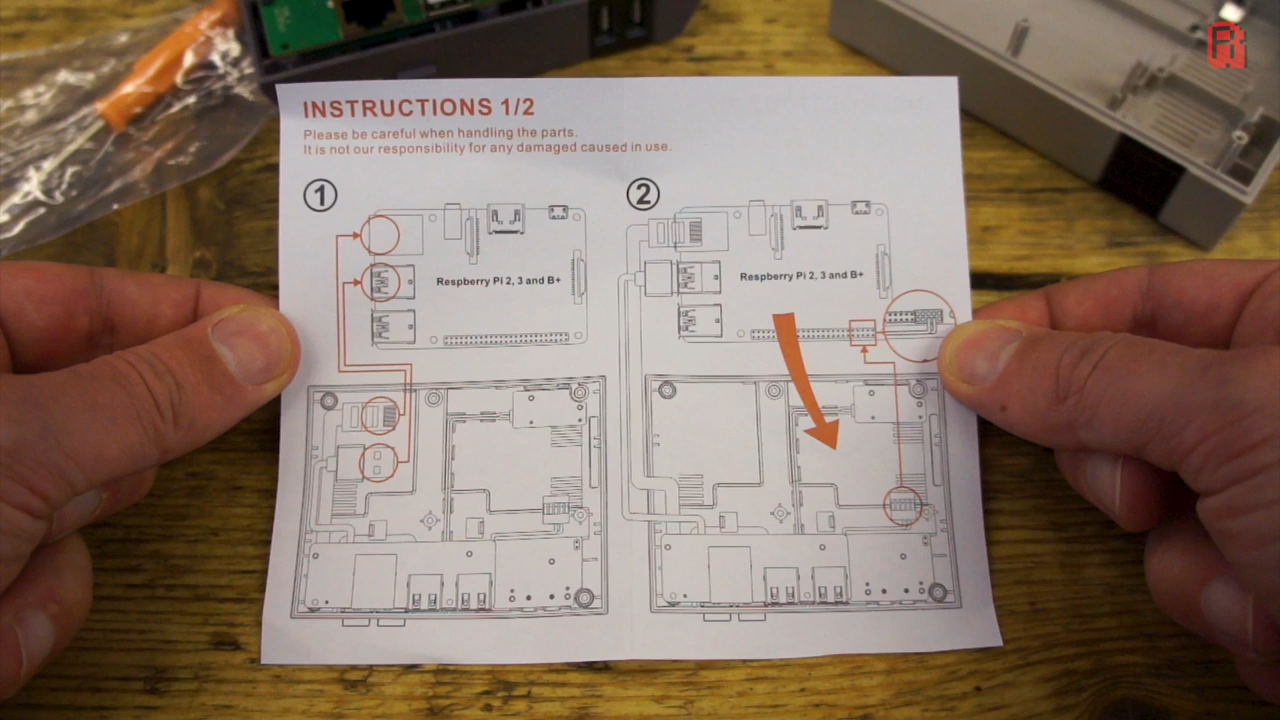 INSTRUCTIONS 1/2
Please be careful when handling the parts.
It is not our responsibility for any damaged caused in use.
1
2
Respberry Pi 2, 3 and B+
Respberry Pi 2, 3 and B+